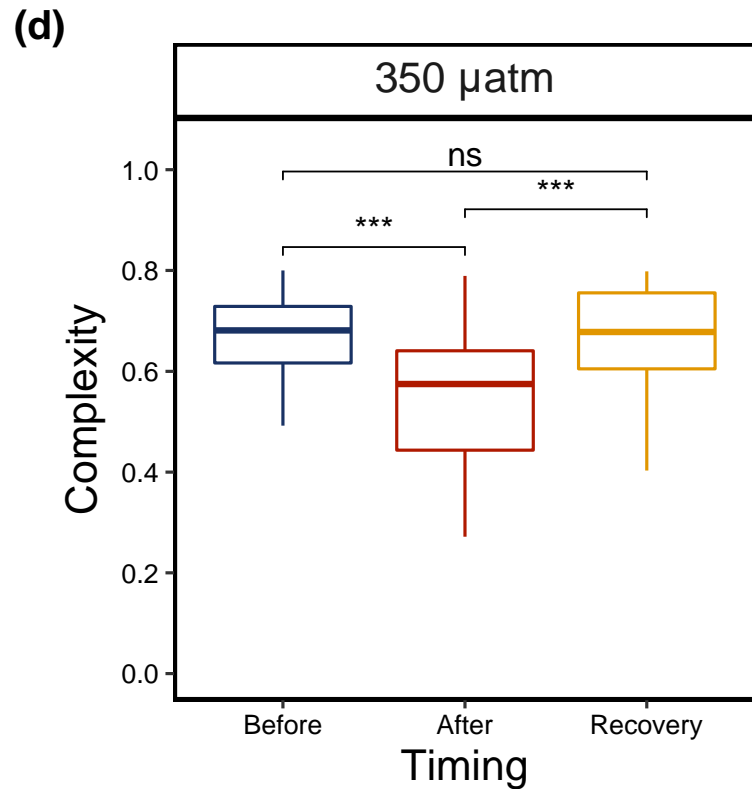 (d)
350 µatm
ns
***
***
1.0
0.8
0.6
0.4
0.2
0.0
Complexity
Before After Recovery
Timing